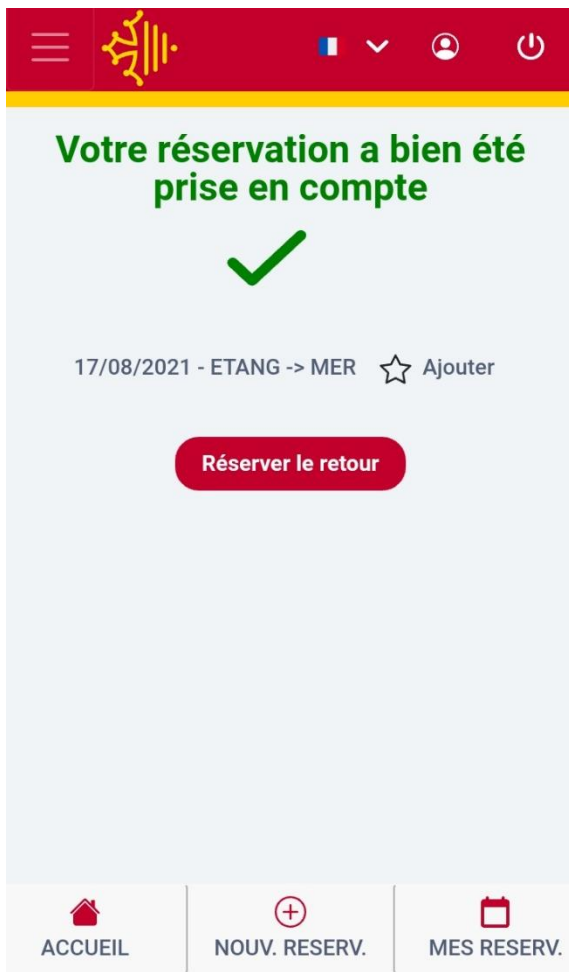 Votre réservation a bien été
prise en compte
17/08/2021 - ETANG -> MER Ajouter
Réserver le retour
ACCUEIL
NOUV. RESERV.
MES RESERV.